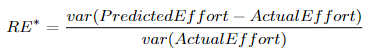 RE* = var(PredictedEffort − ActualEffort) / var(ActualEffort)